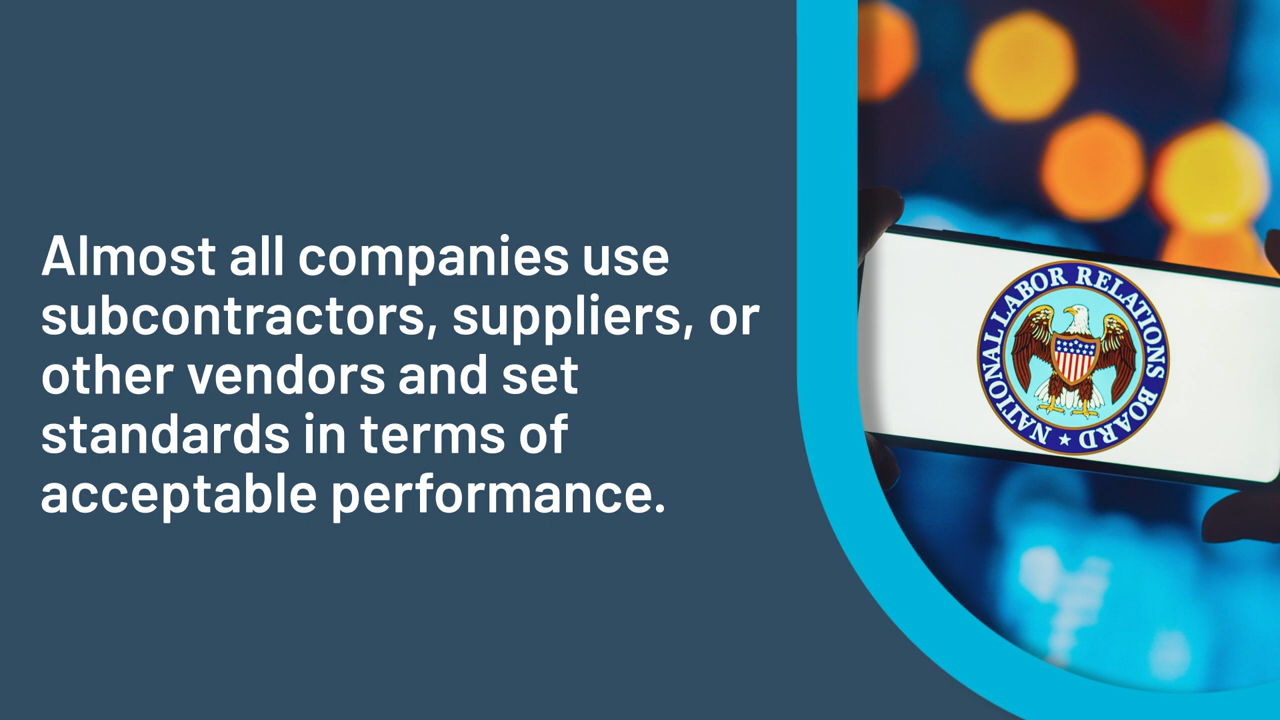 Almost all companies use
subcontractors, suppliers, or
other vendors and set
standards in terms of
acceptable performance.
NATIONAL LABOR RELATIONS BOARD